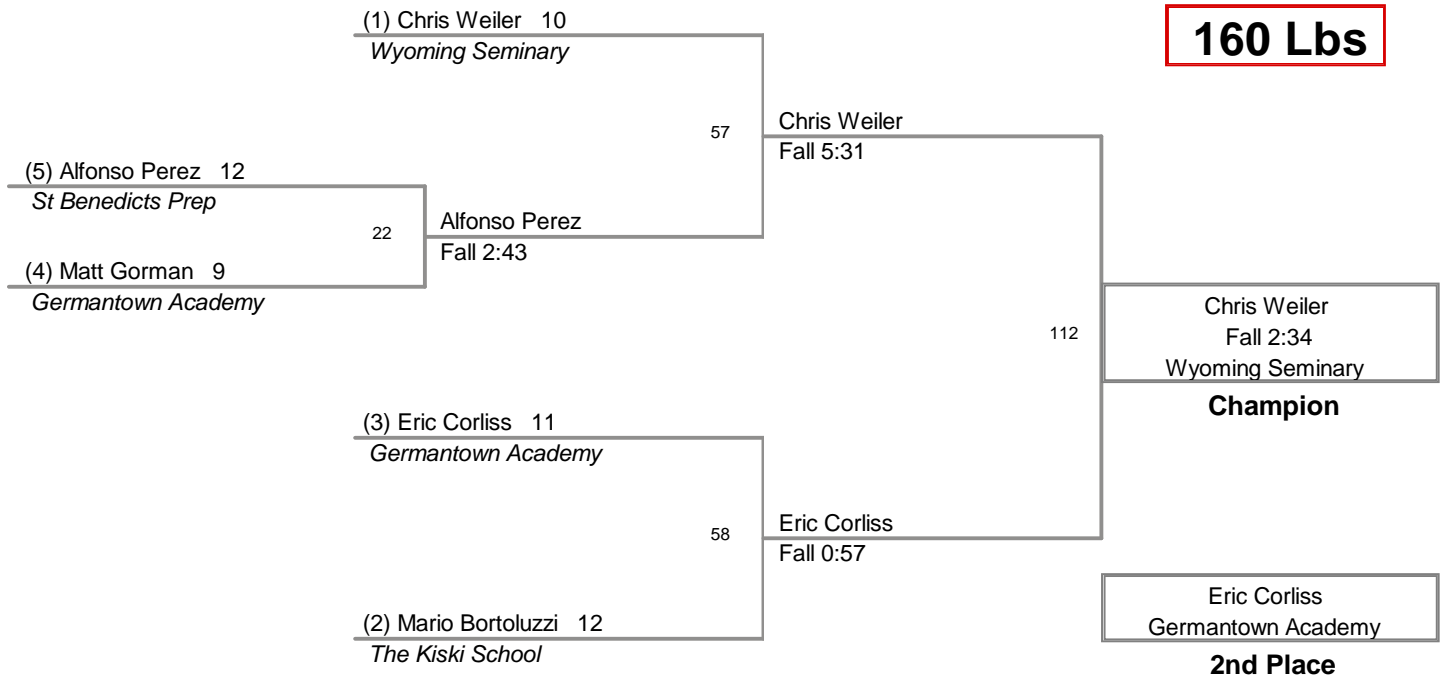 (1) Chris Weiler 10
Wyoming Seminary
160 Lbs
57
Chris Weiler
Fall 5:31
(5) Alfonso Perez 12
St Benedicts Prep
22
Alfonso Perez
Fall 2:43
(4) Matt Gorman 9
Germantown Academy
112
Chris Weiler
Fall 2:34
Wyoming Seminary
Champion
(3) Eric Corliss 11
Germantown Academy
58
Eric Corliss
Fall 0:57
(2) Mario Bortoluzzi 12
The Kiski School
Eric Corliss
Germantown Academy
2nd Place